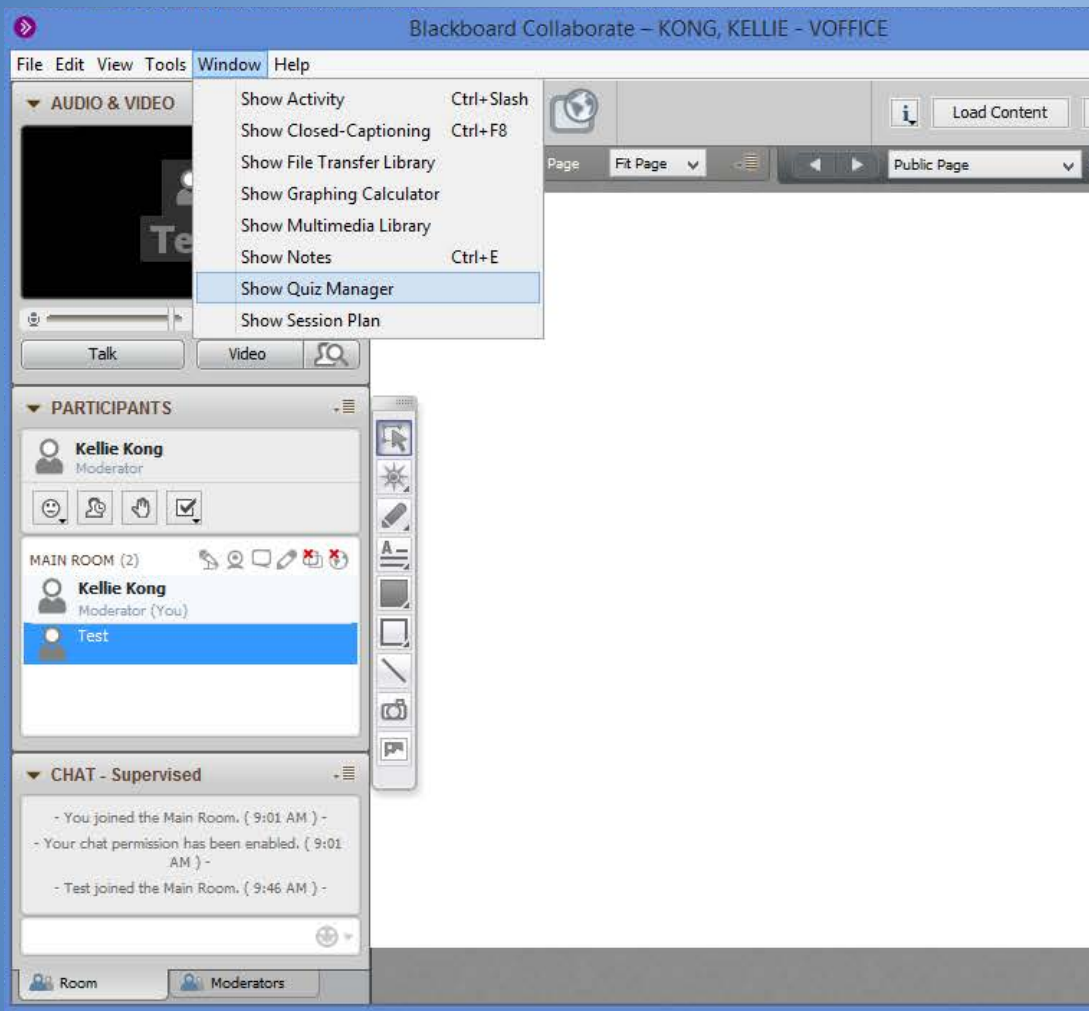 Blackboard Collaborate – KONG, KELLIE - VOFFICE
File Edit View Tools Window Help
AUDIO & VIDEO
Show Activity Ctrl+Slash
Show Closed-Captioning Ctrl+F8
Show File Transfer Library
Show Graphing Calculator
Show Multimedia Library
Show Notes Ctrl+E
Show Quiz Manager
Show Session Plan
Load Content
Page Fit Page Public Page
Te
Talk Video
PARTICIPANTS
Kellie Kong
Moderator
MAIN ROOM (2)
Kellie Kong
Moderator (You)
Test
CHAT - Supervised
- You joined the Main Room. ( 9:01 AM ) -
- Your chat permission has been enabled. ( 9:01
AM ) -
- Test joined the Main Room. ( 9:46 AM ) -
Room Moderators